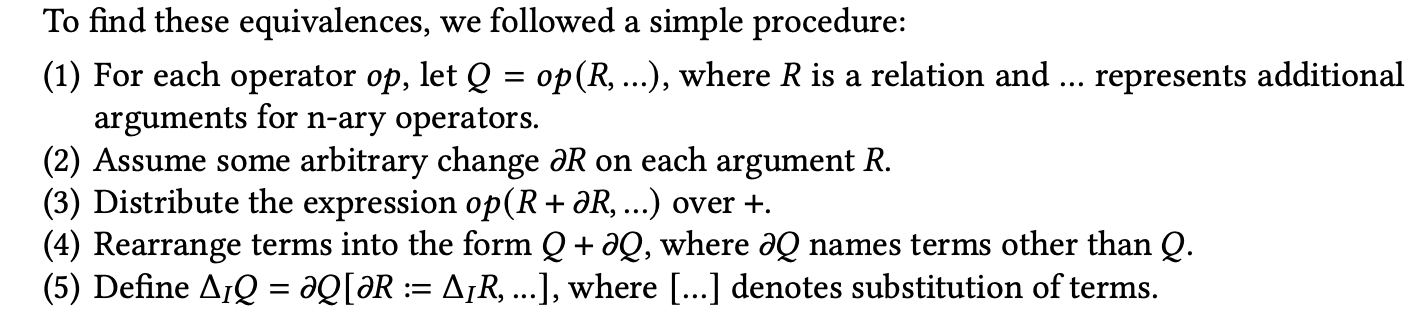 To find these equivalences, we followed a simple procedure:
(1) For each operator op, let Q = op(R, ...), where R is a relation and ... represents additional
arguments for n-ary operators.
(2) Assume some arbitrary change ∂R on each argument R.
(3) Distribute the expression op(R + ∂R, ...) over +.
(4) Rearrange terms into the form Q + ∂Q, where ∂Q names terms other than Q.
(5) Define Δ_I Q = ∂Q[∂R := Δ_I R, ...], where [...] denotes substitution of terms.